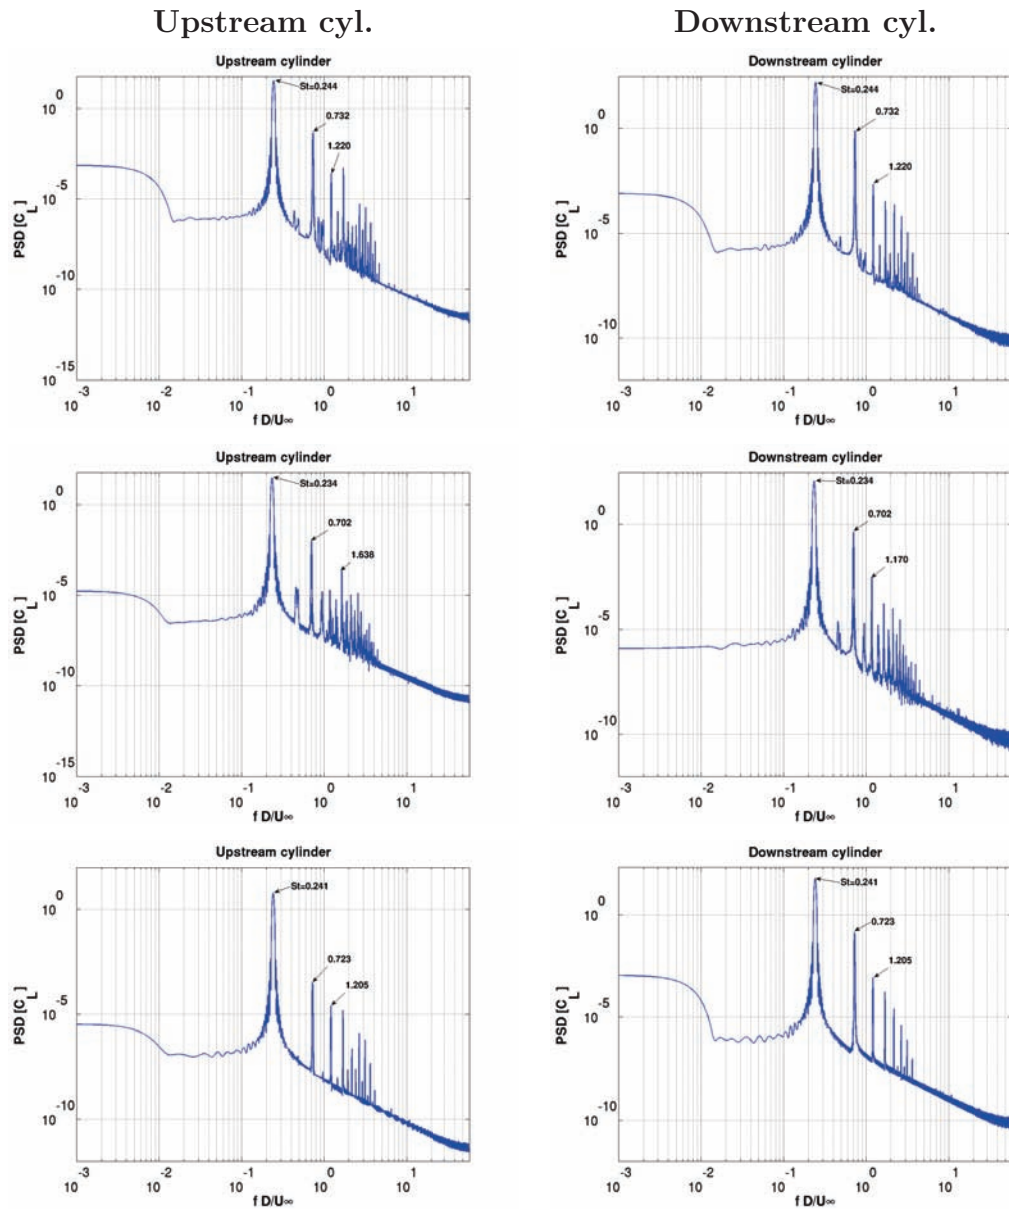 Upstream cyl. Downstream cyl.
Upstream cylinder
St=0.244
0.732
1.220
PSD [C_L]
10^0
10^-5
10^-10
10^-15
10^-3 10^-2 10^-1 10^0 10^1
f D/U∞
Downstream cylinder
St=0.244
0.732
1.220
PSD [C_L]
10^0
10^-5
10^-10
10^-3 10^-2 10^-1 10^0 10^1
f D/U∞
Upstream cylinder
St=0.234
0.702
1.638
PSD [C_L]
10^0
10^-5
10^-10
10^-15
10^-3 10^-2 10^-1 10^0 10^1
f D/U∞
Downstream cylinder
St=0.234
0.702
1.170
PSD [C_L]
10^0
10^-5
10^-10
10^-3 10^-2 10^-1 10^0 10^1
f D/U∞
Upstream cylinder
St=0.241
0.723
1.205
PSD [C_L]
10^0
10^-5
10^-10
10^-3 10^-2 10^-1 10^0 10^1
f D/U∞
Downstream cylinder
St=0.241
0.723
1.205
PSD [C_L]
10^0
10^-5
10^-10
10^-3 10^-2 10^-1 10^0 10^1
f D/U∞